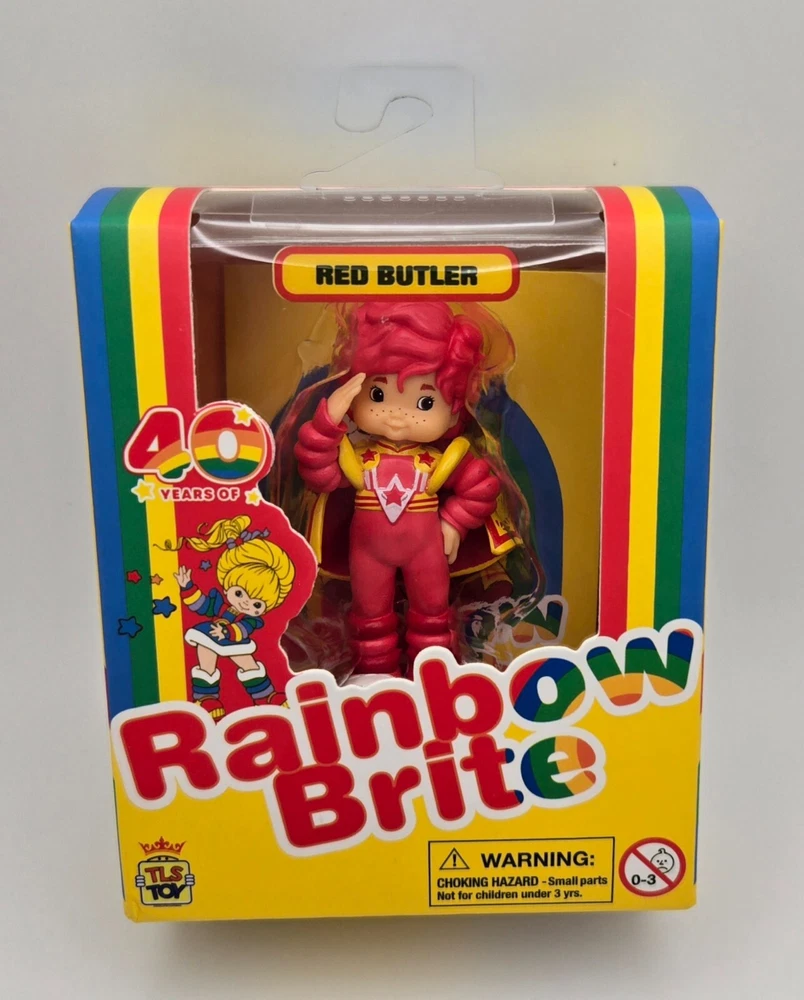 RED BUTLER
40
YEARS OF
Rainbow
Brite
TLS
TOY
WARNING:
CHOKING HAZARD - Small parts
Not for children under 3 yrs.
0-3